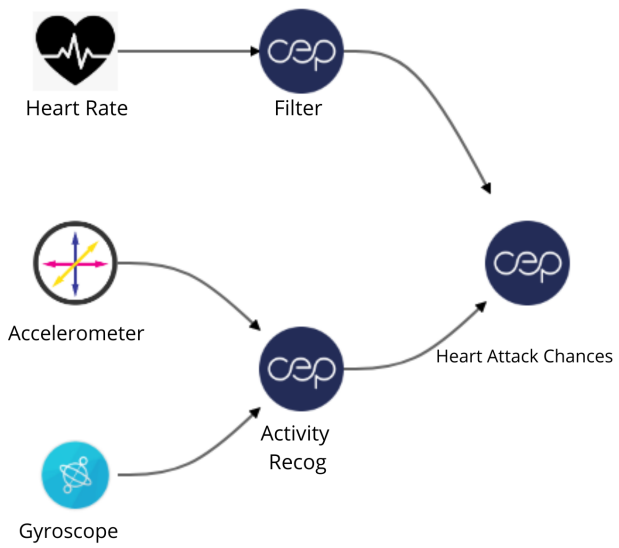 cep
Heart Rate
Filter
cep
Accelerometer
cep
Heart Attack Chances
Activity
Recog
Gyroscope